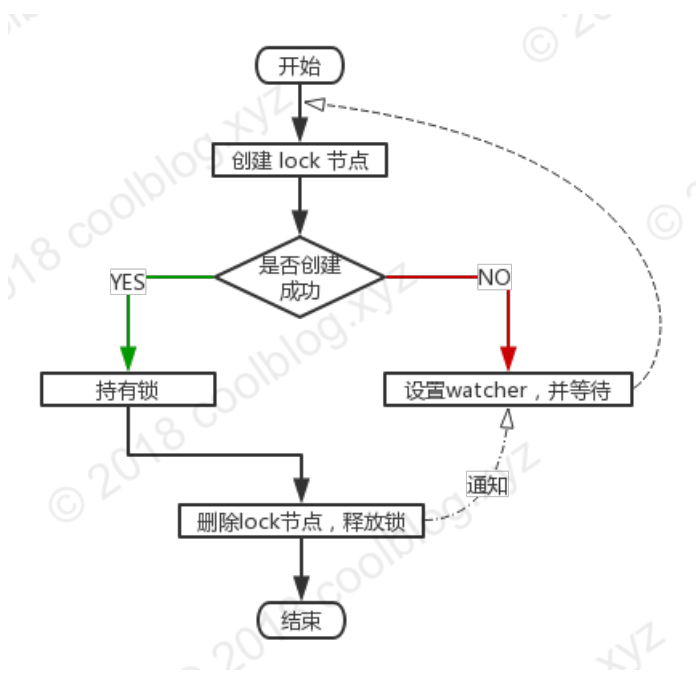 开始
创建 lock 节点
是否创建
成功
YES
NO
持有锁
设置watcher，并等待
通知
删除lock节点，释放锁
结束
© 2018 coolblog.xyz